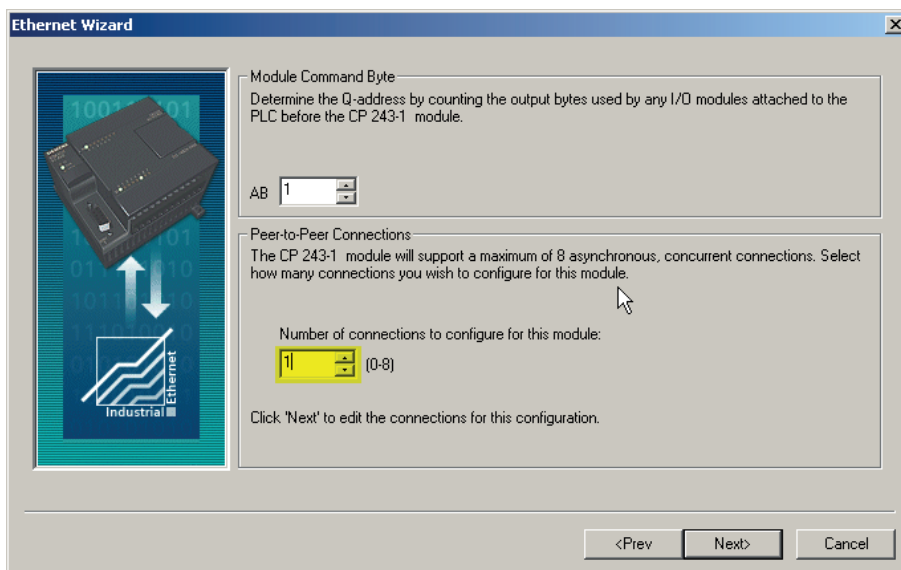 Ethernet Wizard
Module Command Byte
Determine the Q-address by counting the output bytes used by any I/O modules attached to the
PLC before the CP 243-1 module.
AB 1
Peer-to-Peer Connections
The CP 243-1 module will support a maximum of 8 asynchronous, concurrent connections. Select
how many connections you wish to configure for this module.
Number of connections to configure for this module:
1 (0-8)
Click 'Next' to edit the connections for this configuration.
Industrial
Ethernet
<Prev
Next>
Cancel